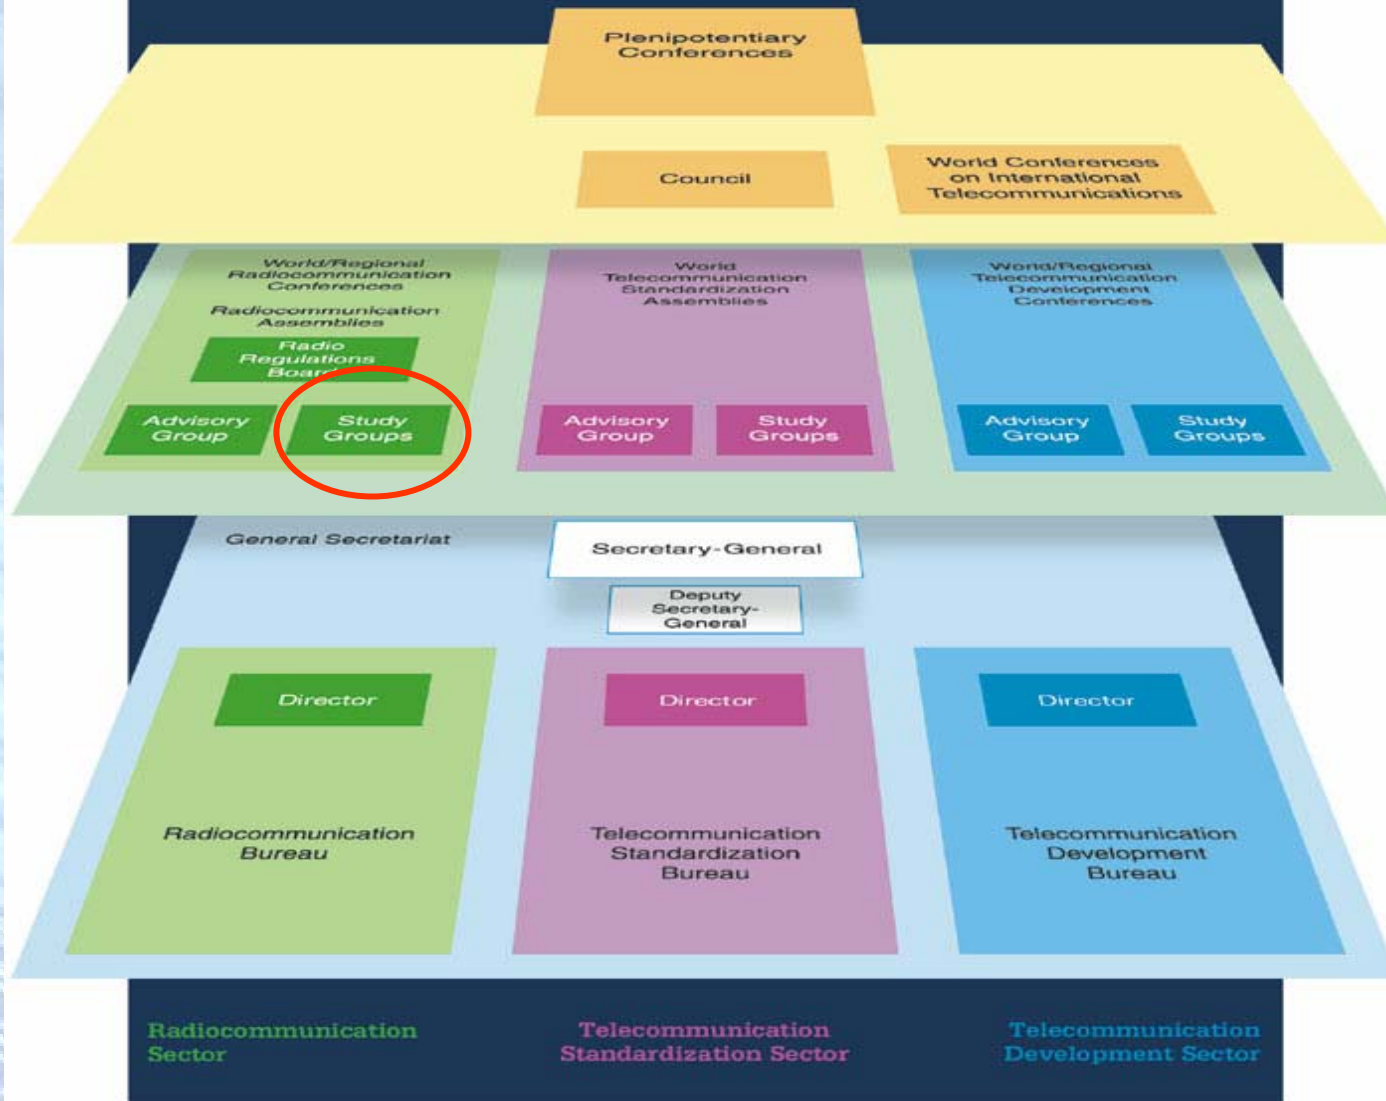 Plenipotentiary
Conferences
Council
World Conferences
on International
Telecommunications
World/Regional
Radiocommunication
Conferences
Radiocommunication
Assemblies
Radio
Regulations
Board
Advisory
Group
Study
Groups
World
Telecommunication
Standardization
Assemblies
Advisory
Group
Study
Groups
World/Regional
Telecommunication
Development
Conferences
Advisory
Group
Study
Groups
General Secretariat
Secretary-General
Deputy
Secretary-
General
Director
Radiocommunication
Bureau
Director
Telecommunication
Standardization
Bureau
Director
Telecommunication
Development
Bureau
Radiocommunication
Sector
Telecommunication
Standardization Sector
Telecommunication
Development Sector